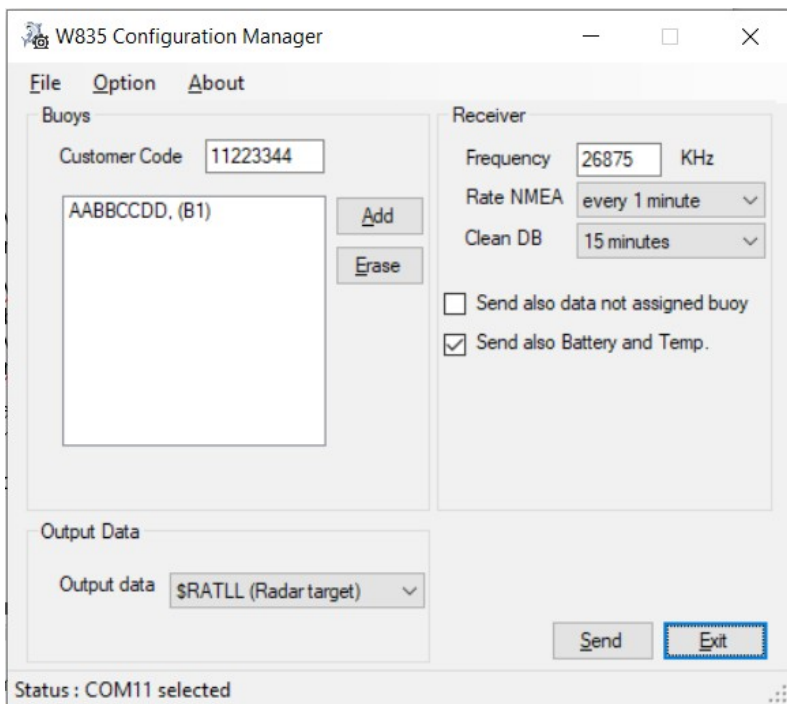 W835 Configuration Manager
File Option About
Buoys
Customer Code 11223344
AABBCCDD, (B1)
Add
Erase
Receiver
Frequency 26875 KHz
Rate NMEA every 1 minute
Clean DB 15 minutes
Send also data not assigned buoy
Send also Battery and Temp.
Output Data
Output data $RATLL (Radar target)
Send Exit
Status : COM11 selected